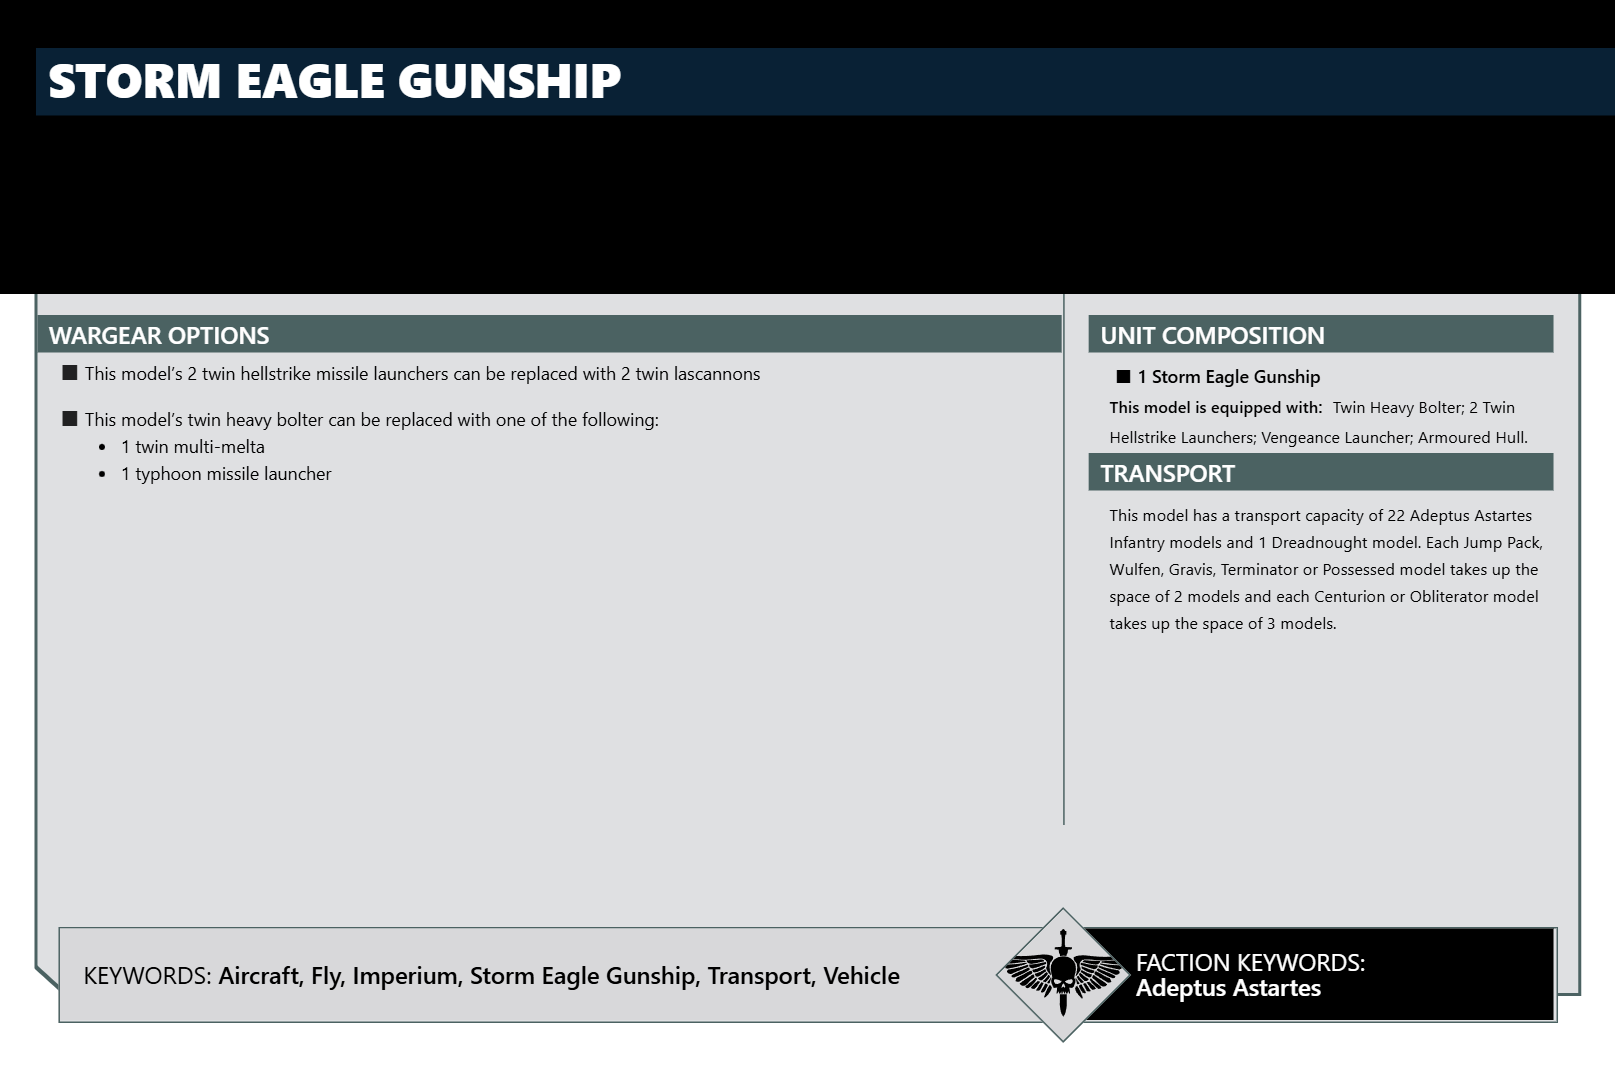 STORM EAGLE GUNSHIP
WARGEAR OPTIONS
■ This model’s 2 twin hellstrike missile launchers can be replaced with 2 twin lascannons
■ This model’s twin heavy bolter can be replaced with one of the following:
• 1 twin multi-melta
• 1 typhoon missile launcher
UNIT COMPOSITION
■ 1 Storm Eagle Gunship
This model is equipped with: Twin Heavy Bolter; 2 Twin
Hellstrike Launchers; Vengeance Launcher; Armoured Hull.
TRANSPORT
This model has a transport capacity of 22 Adeptus Astartes
Infantry models and 1 Dreadnought model. Each Jump Pack,
Wulfen, Gravis, Terminator or Possessed model takes up the
space of 2 models and each Centurion or Obliterator model
takes up the space of 3 models.
KEYWORDS: Aircraft, Fly, Imperium, Storm Eagle Gunship, Transport, Vehicle
FACTION KEYWORDS:
Adeptus Astartes